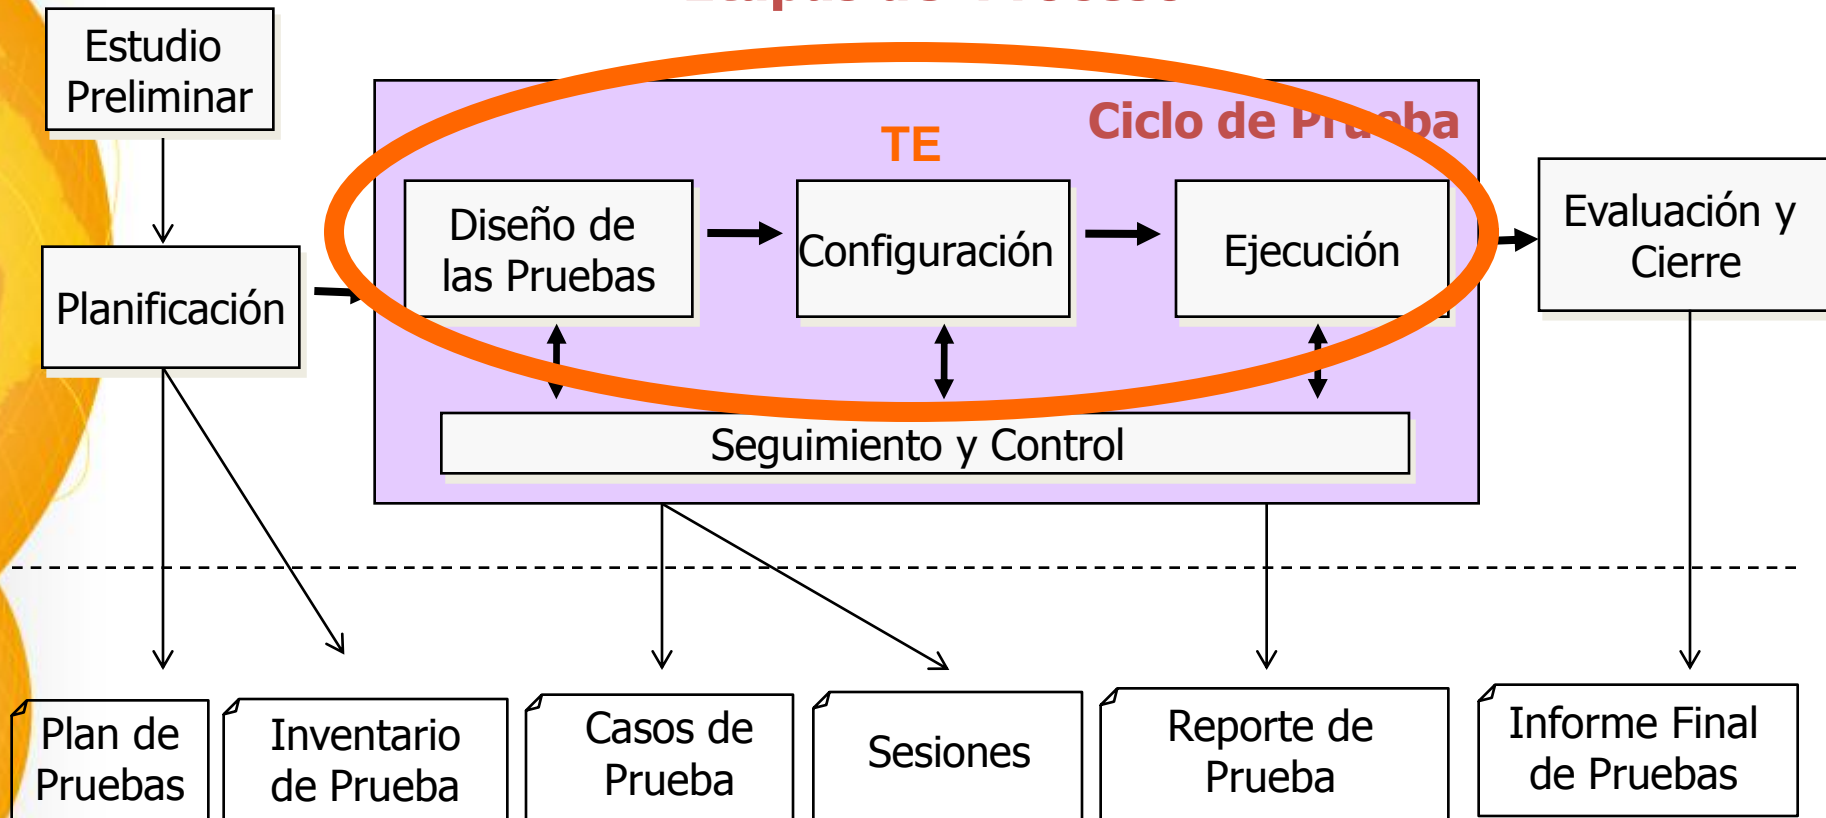 Estudio
Preliminar
Ciclo de Prueba
TE
Diseño de
las Pruebas
Configuración
Ejecución
Evaluación y
Cierre
Planificación
Seguimiento y Control
Plan de
Pruebas
Inventario
de Prueba
Casos de
Prueba
Sesiones
Reporte de
Prueba
Informe Final
de Pruebas